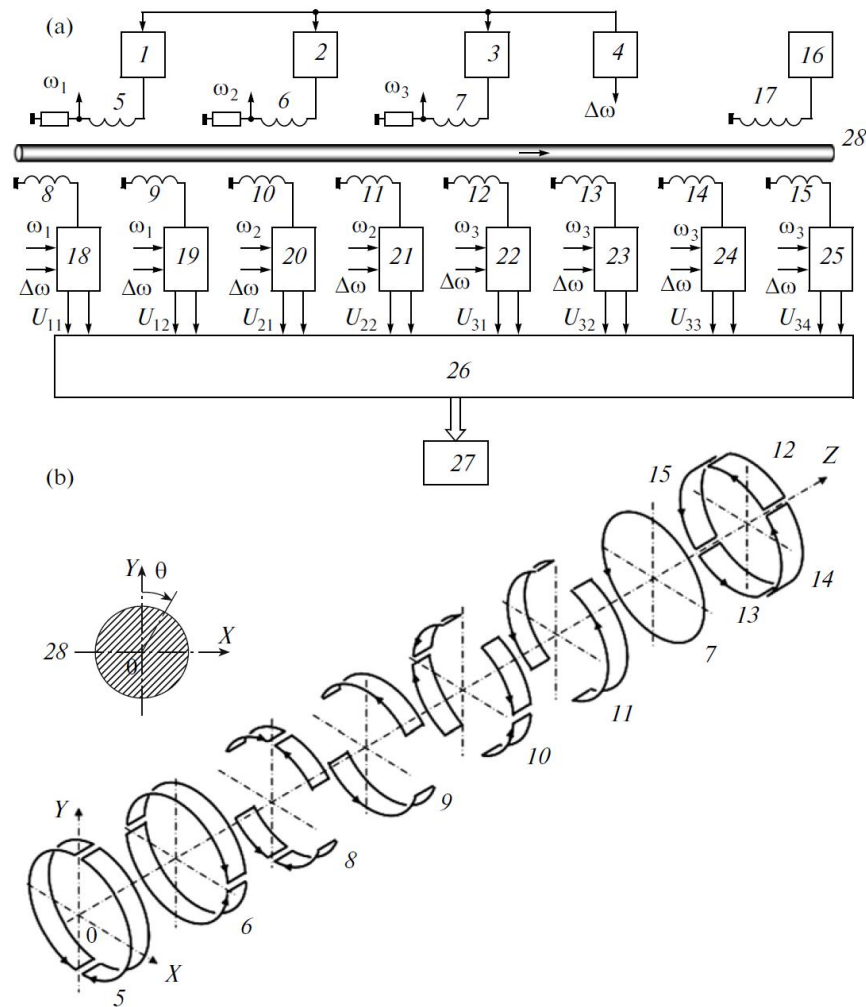 (a)
1 2 3 4 16
ω₁ 5 ω₂ 6 ω₃ 7 Δω 17
28
8 9 10 11 12 13 14 15
ω₁ ω₁ ω₂ ω₂ ω₃ ω₃ ω₃ ω₃
18 19 20 21 22 23 24 25
Δω Δω Δω Δω Δω Δω Δω Δω
U₁₁ U₁₂ U₂₁ U₂₂ U₃₁ U₃₂ U₃₃ U₃₄
26
27
(b)
12
15 Z
Y θ
X
28 0
14
13
7
11
10
9
Y
8
6
0
X
5